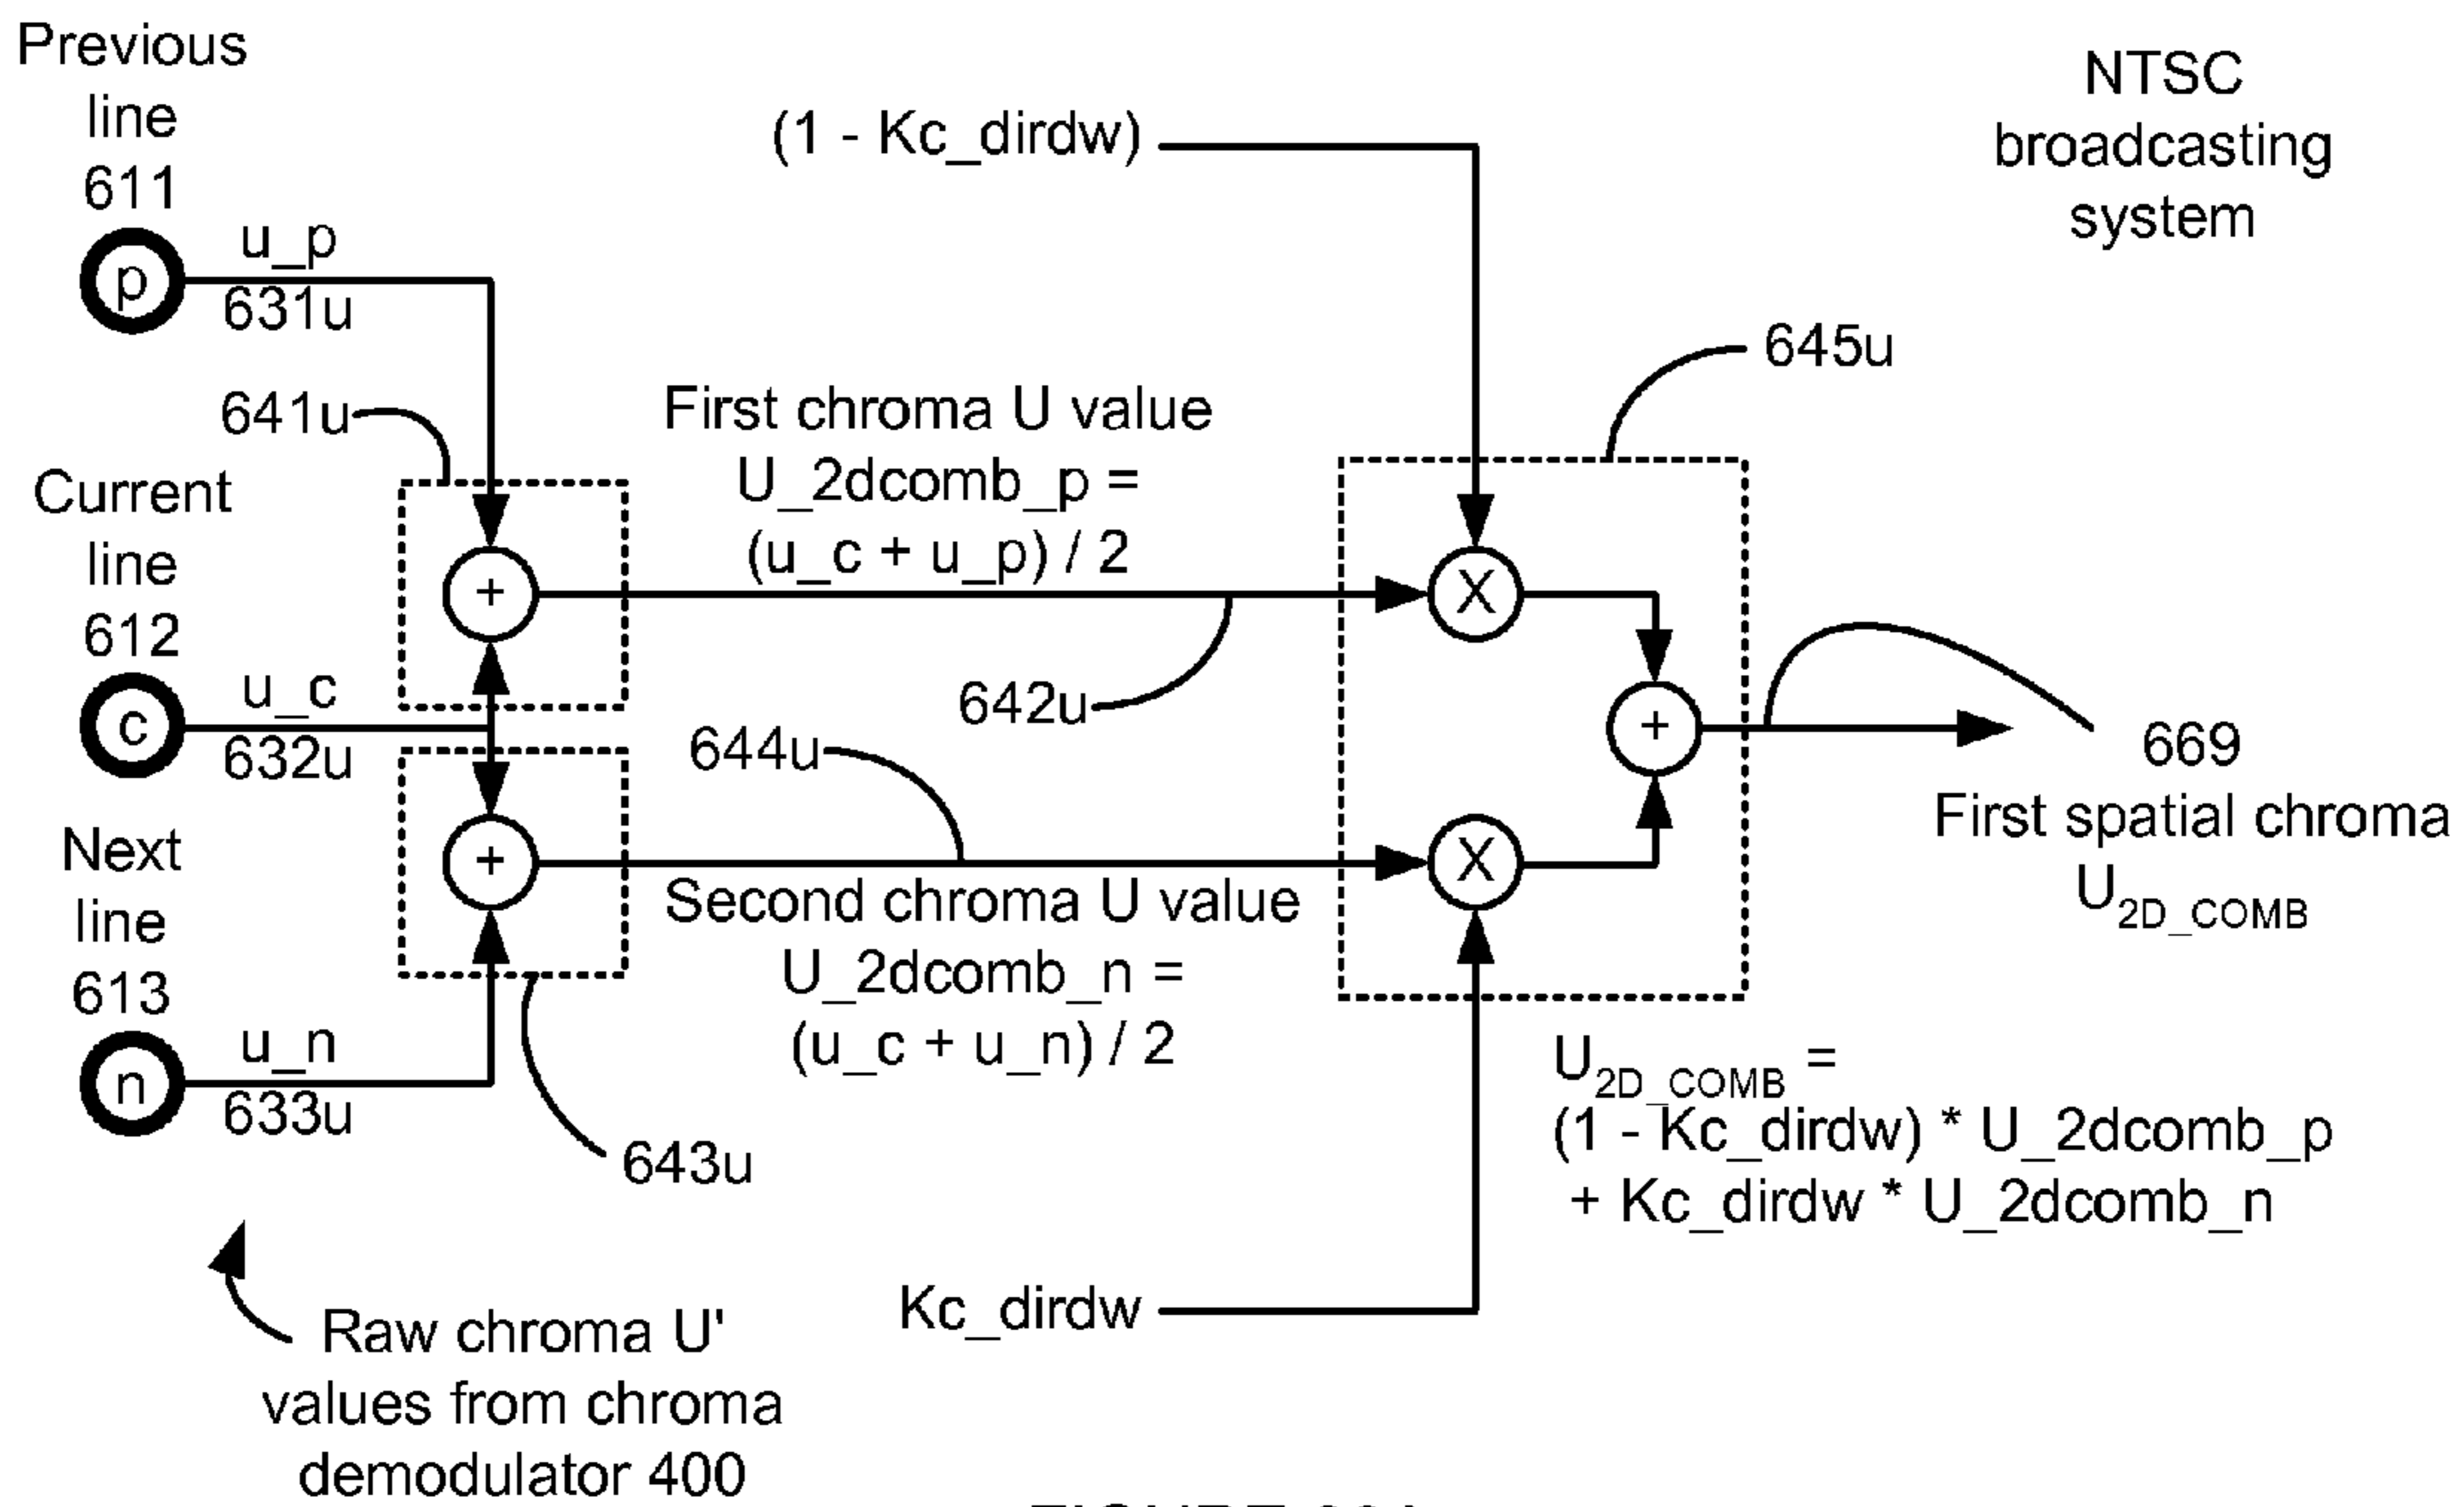 Previous
line
611
p
u_p
631u
(1 - Kc_dirdw)
NTSC
broadcasting
system
645u
641u
First chroma U value
U_2dcomb_p =
(u_c + u_p) / 2
Current
line
612
c
u_c
632u
+
X
642u
644u
+
669
First spatial chroma
U2D_COMB
Next
line
613
n
u_n
633u
+
X
Second chroma U value
U_2dcomb_n =
(u_c + u_n) / 2
643u
U2D_COMB =
(1 - Kc_dirdw) * U_2dcomb_p
+ Kc_dirdw * U_2dcomb_n
Kc_dirdw
Raw chroma U'
values from chroma
demodulator 400